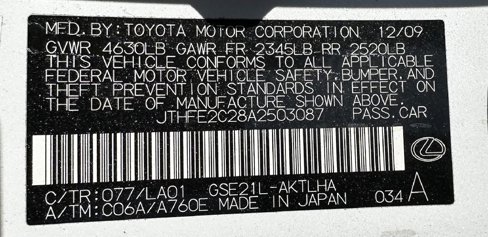 MFD. BY: TOYOTA MOTOR CORPORATION 12/09
GVWR 4630LB GAWR FR 2345LB RR 2520LB
THIS VEHICLE CONFORMS TO ALL APPLICABLE
FEDERAL MOTOR VEHICLE SAFETY, BUMPER, AND
THEFT PREVENTION STANDARDS IN EFFECT ON
THE DATE OF MANUFACTURE SHOWN ABOVE.
JTHFE2C28A2503087 PASS. CAR
C/TR: 077/LA01 GSE21L-AKTLHA
A/TM: C06A/A760E MADE IN JAPAN 034 A